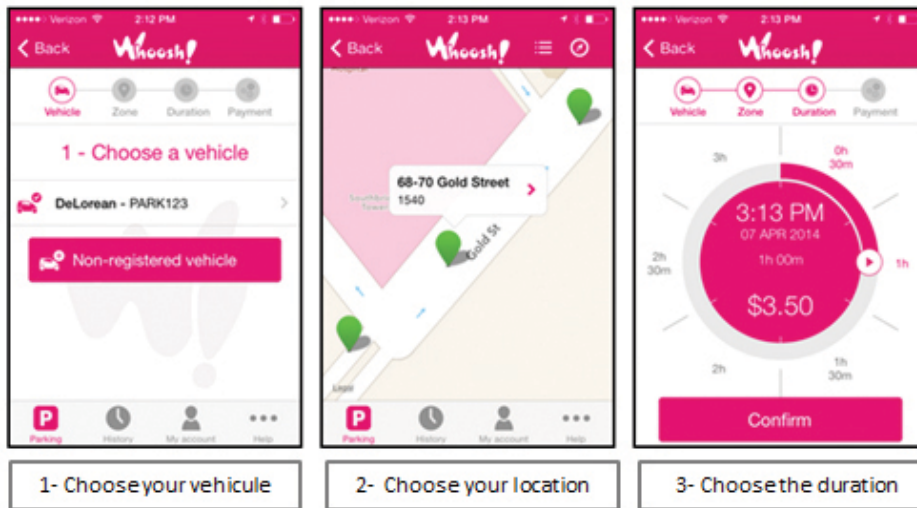 Verizon 2:12 PM
Back Whoosh!
Vehicle Zone Duration Payment
1 - Choose a vehicle
DeLorean - PARK123
Non-registered vehicle
Parking History My account Help
1- Choose your vehicule
Verizon 2:13 PM
Back Whoosh!
68-70 Gold Street
1540
Gold St
Parking History My account Help
2- Choose your location
Verizon 2:13 PM
Back Whoosh!
Vehicle Zone Duration Payment
3h 0h 30m
3:13 PM
07 APR 2014
2h 30m 1h 00m 1h
$3.50
2h 1h 30m
Confirm
3- Choose the duration